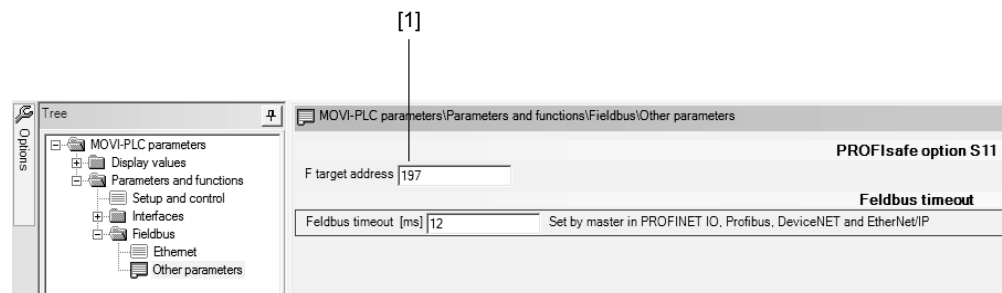 [1]
Options
Tree
MOVI-PLC parameters
Display values
Parameters and functions
Setup and control
Interfaces
Fieldbus
Ethernet
Other parameters
MOVI-PLC parameters\Parameters and functions\Fieldbus\Other parameters
PROFIsafe option S11
F target address 197
Feldbus timeout
Feldbus timeout [ms] 12 Set by master in PROFINET IO, Profibus, DeviceNET and EtherNet/IP